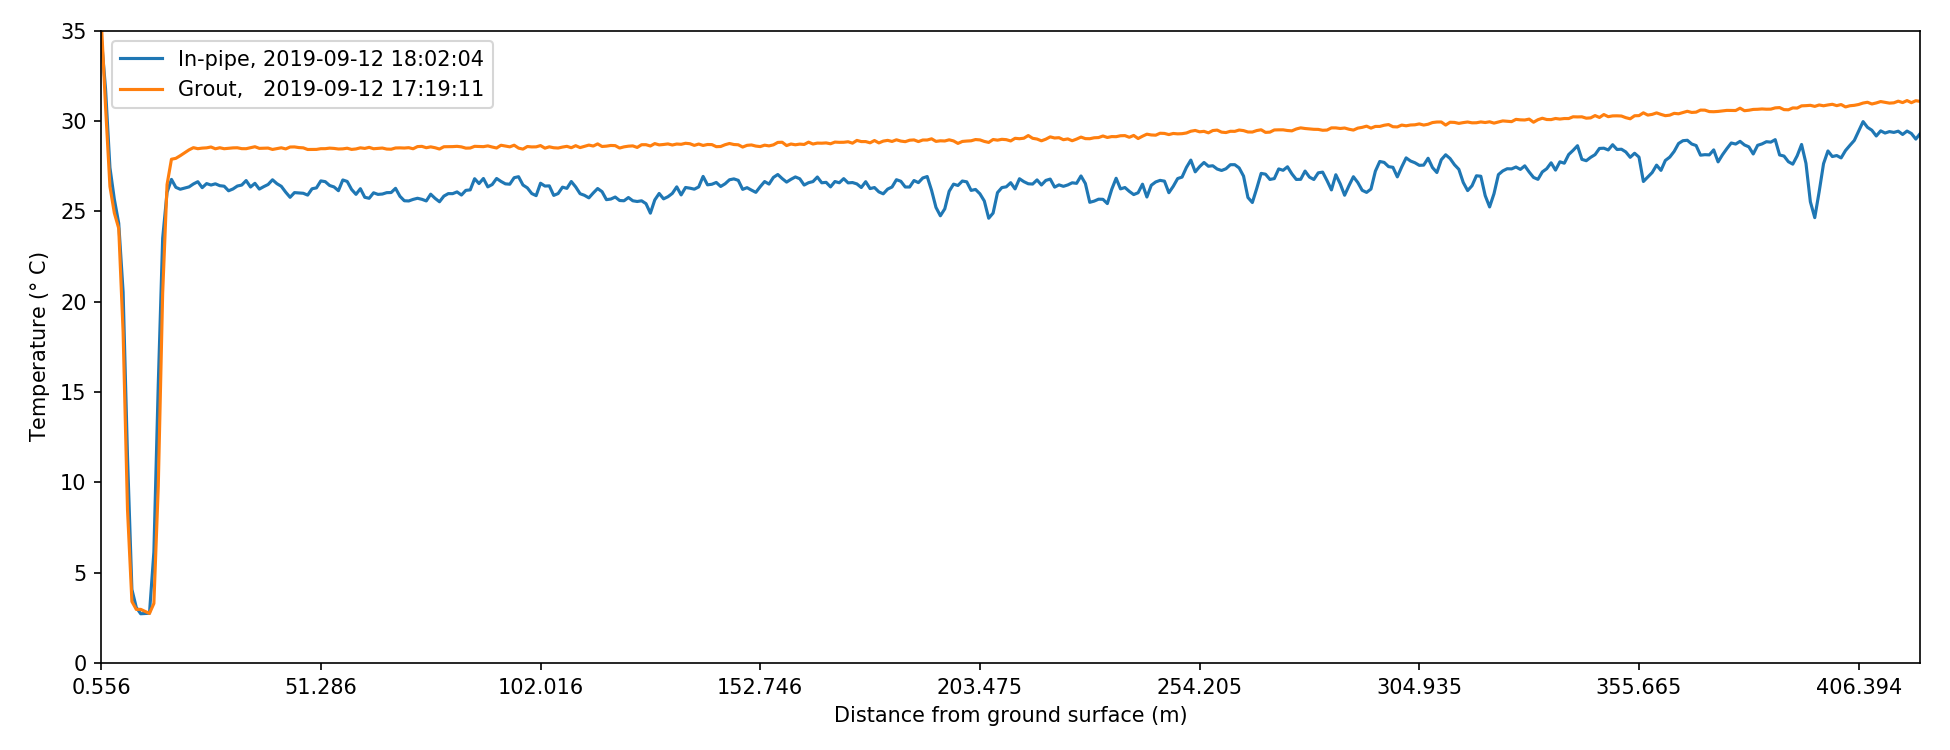 35
30
25
20
15
10
5
0
Temperature (° C)
In-pipe, 2019-09-12 18:02:04
Grout, 2019-09-12 17:19:11
0.556 51.286 102.016 152.746 203.475 254.205 304.935 355.665 406.394
Distance from ground surface (m)